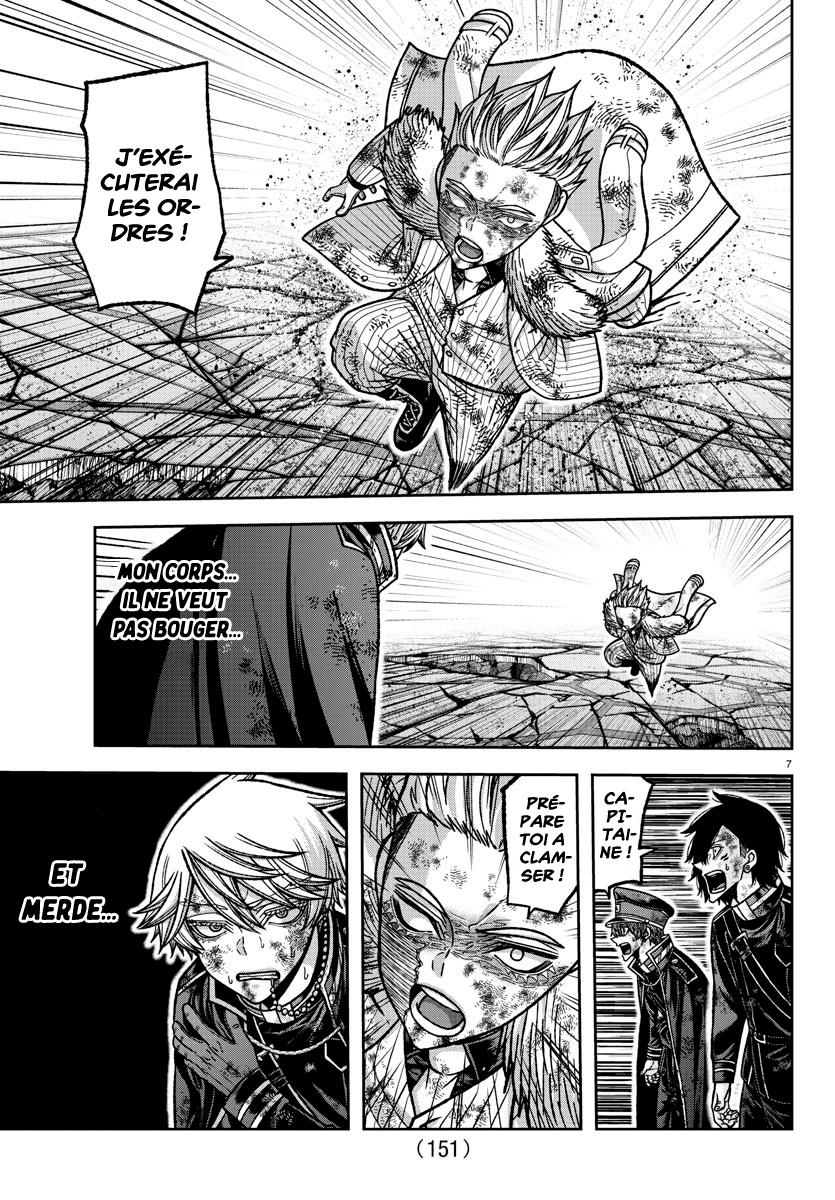 J'EXÉ-
CUTERAI
LES OR-
DRES !
MON CORPS...
IL NE VEUT
PAS BOUGER...
7
CA-
PI-
TAI-
NE !
PRÉ-
PARE
TOI A
CLAM-
SER !
ET
MERDE...
(151)